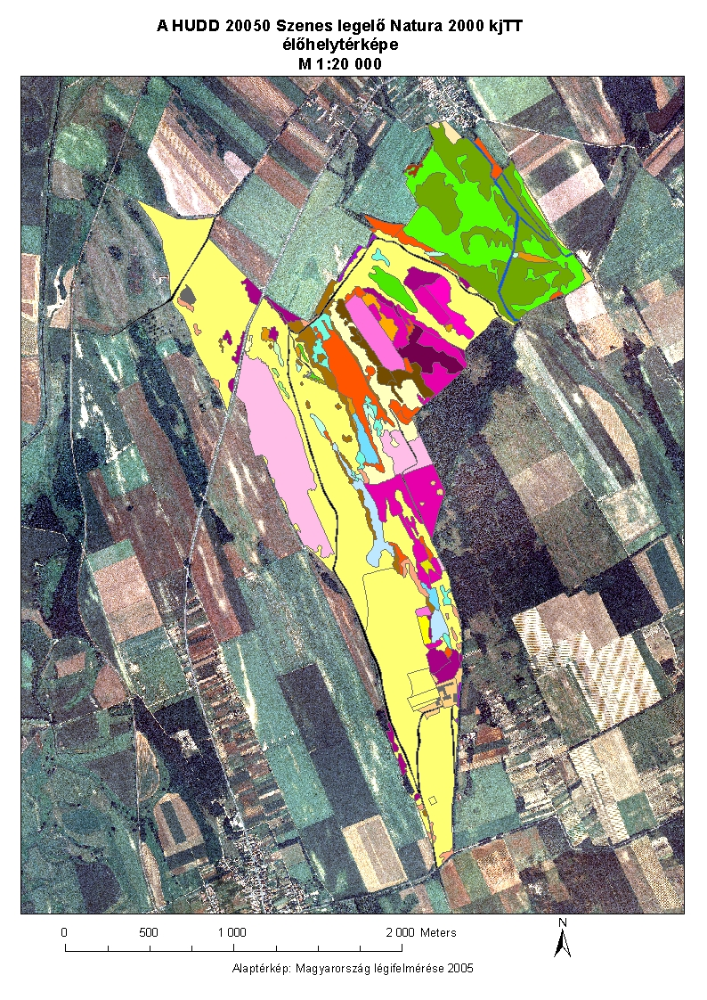 A HUDD 20050 Szenes legelő Natura 2000 kjTT
élőhelytérképe
M 1:20 000
0 500 1 000 2 000 Meters
N
Alaptérkép: Magyarország légifelmérése 2005